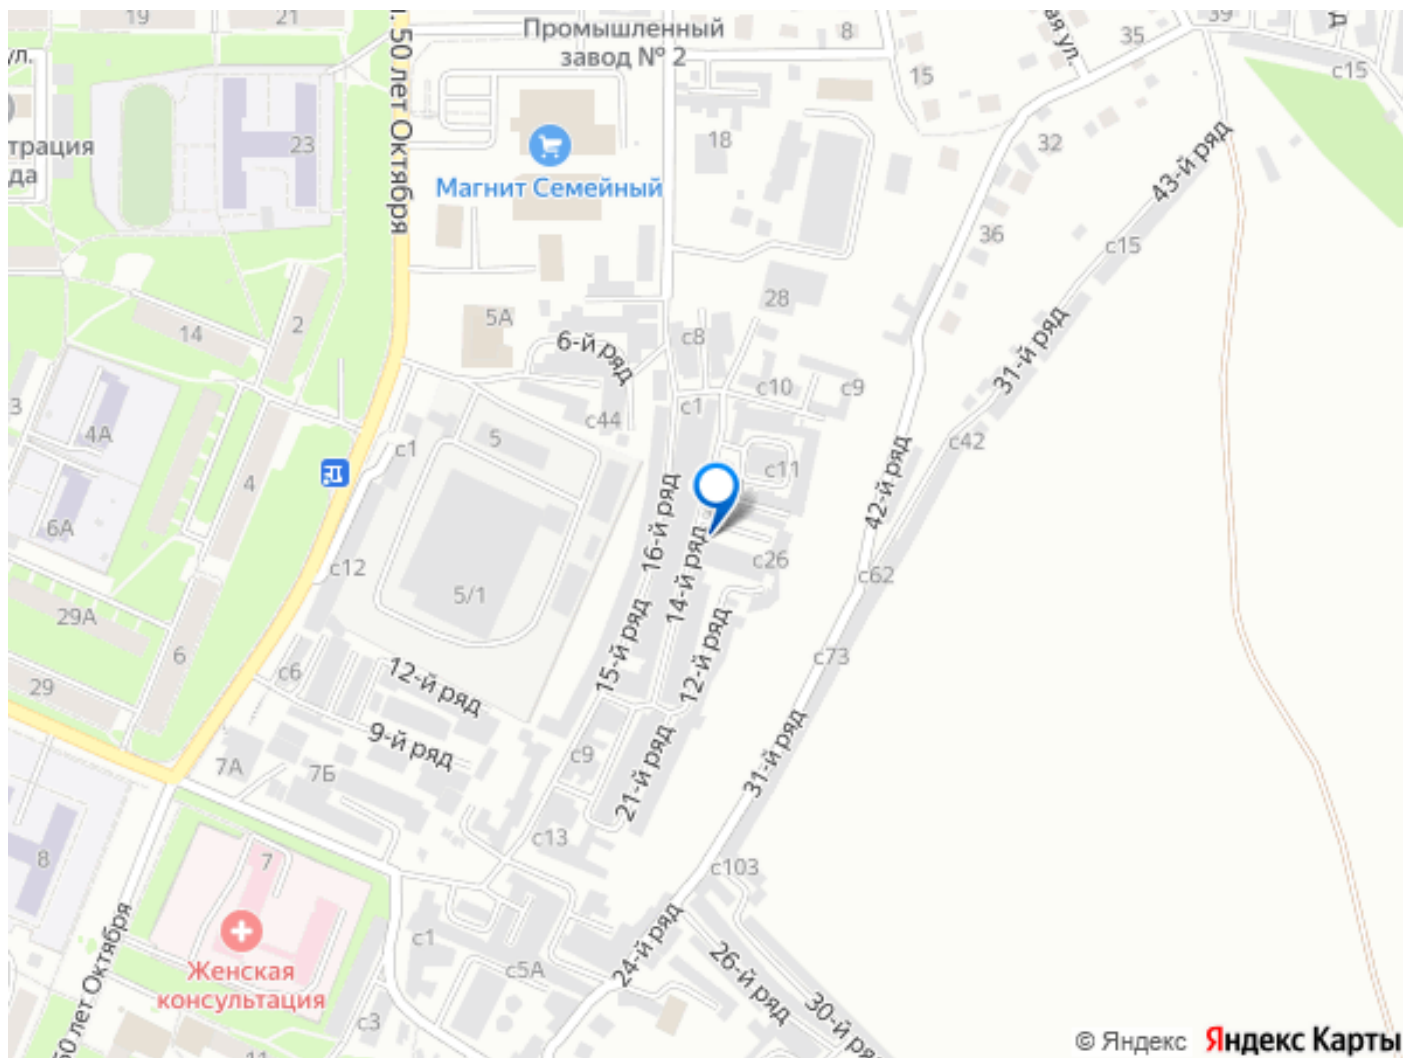 19
21
Промышленный
завод № 2
8
39
35
15
с15
ул.
л. 50 лет Октября
ая ул.
23
18
32
трация
да
Магнит Семейный
43-й ряд
36
с15
28
2
14
5А
6-й ряд
с8
31-й ряд
с10
с9
3
с1
4А
с44
с42
5
с1
с11
4
42-й ряд
6А
16-й ряд
14-й ряд
с12
с26
с62
5/1
29А
15-й ряд
12-й ряд
6
с73
12-й ряд
с6
29
9-й ряд
21-й ряд
31-й ряд
с9
7А
7Б
с13
8
7
с103
50 лет Октября
с1
24-й ряд
Женская
консультация
с5А
26-й ряд
30-й ря
с3
11
© Яндекс Яндекс Карты